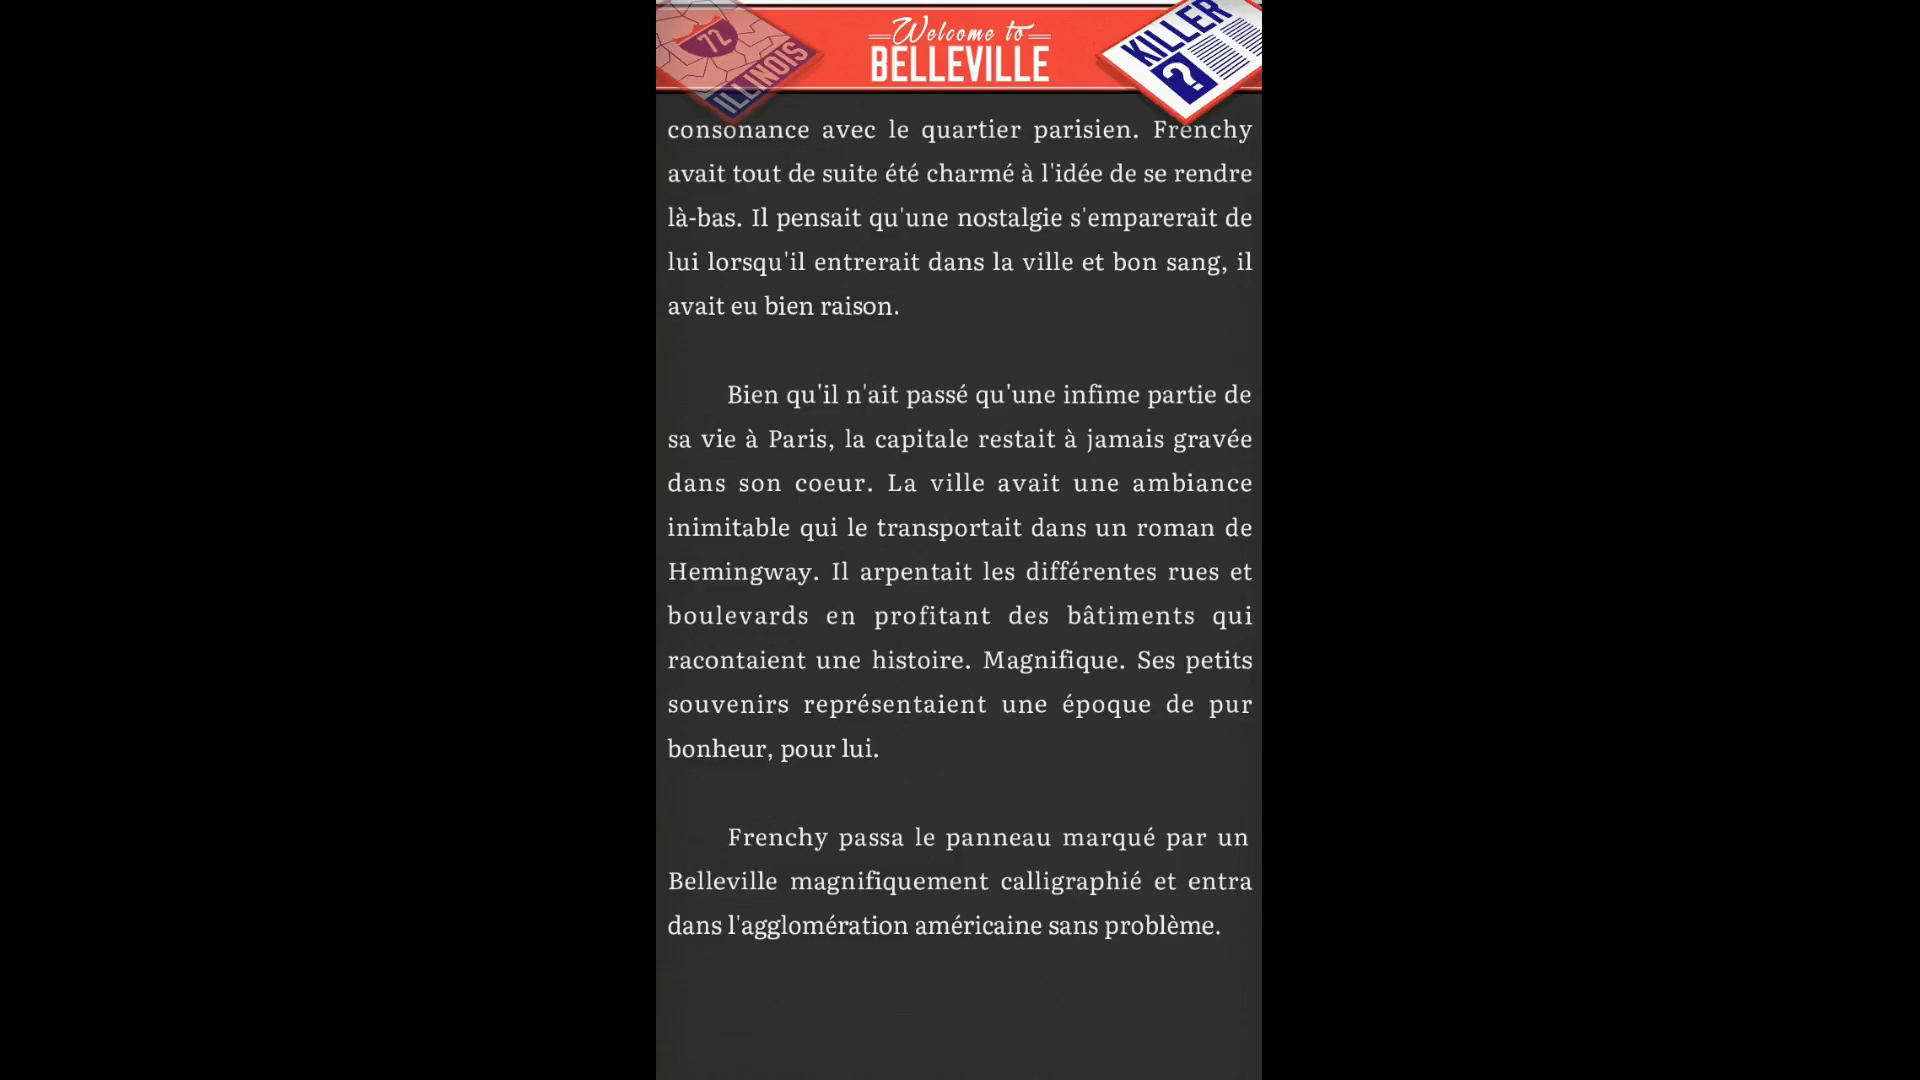 72
ILLINOIS
Welcome to
BELLEVILLE
KILLER
?
consonance avec le quartier parisien. Frenchy
avait tout de suite été charmé à l'idée de se rendre
là-bas. Il pensait qu'une nostalgie s'emparerait de
lui lorsqu'il entrerait dans la ville et bon sang, il
avait eu bien raison.
Bien qu'il n'ait passé qu'une infime partie de
sa vie à Paris, la capitale restait à jamais gravée
dans son coeur. La ville avait une ambiance
inimitable qui le transportait dans un roman de
Hemingway. Il arpentait les différentes rues et
boulevards en profitant des bâtiments qui
racontaient une histoire. Magnifique. Ses petits
souvenirs représentaient une époque de pur
bonheur, pour lui.
Frenchy passa le panneau marqué par un
Belleville magnifiquement calligraphié et entra
dans l'agglomération américaine sans problème.